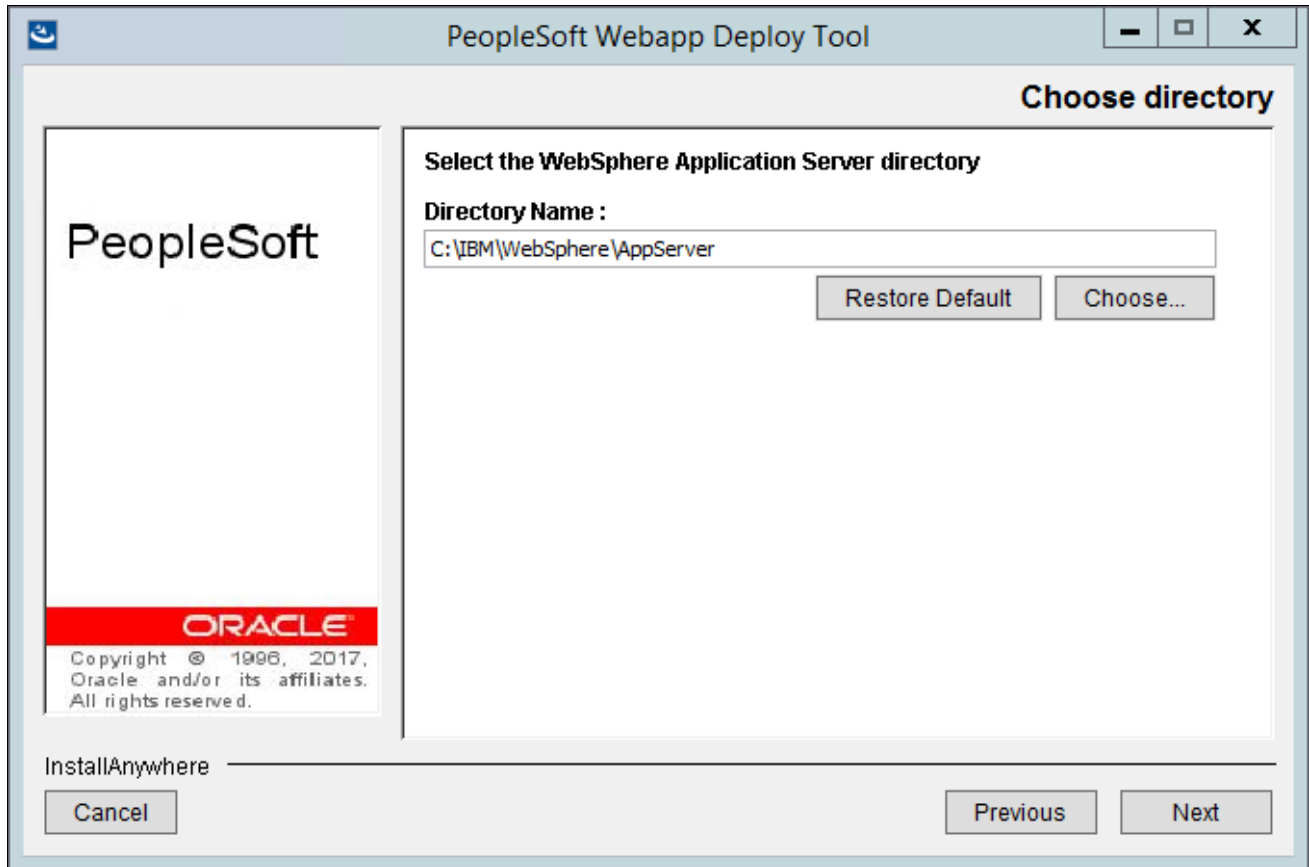 PeopleSoft Webapp Deploy Tool
Choose directory
PeopleSoft
Select the WebSphere Application Server directory
Directory Name :
C:\IBM\WebSphere\AppServer
Restore Default
Choose...
ORACLE
Copyright © 1996, 2017,
Oracle and/or its affiliates.
All rights reserved.
InstallAnywhere
Cancel
Previous
Next